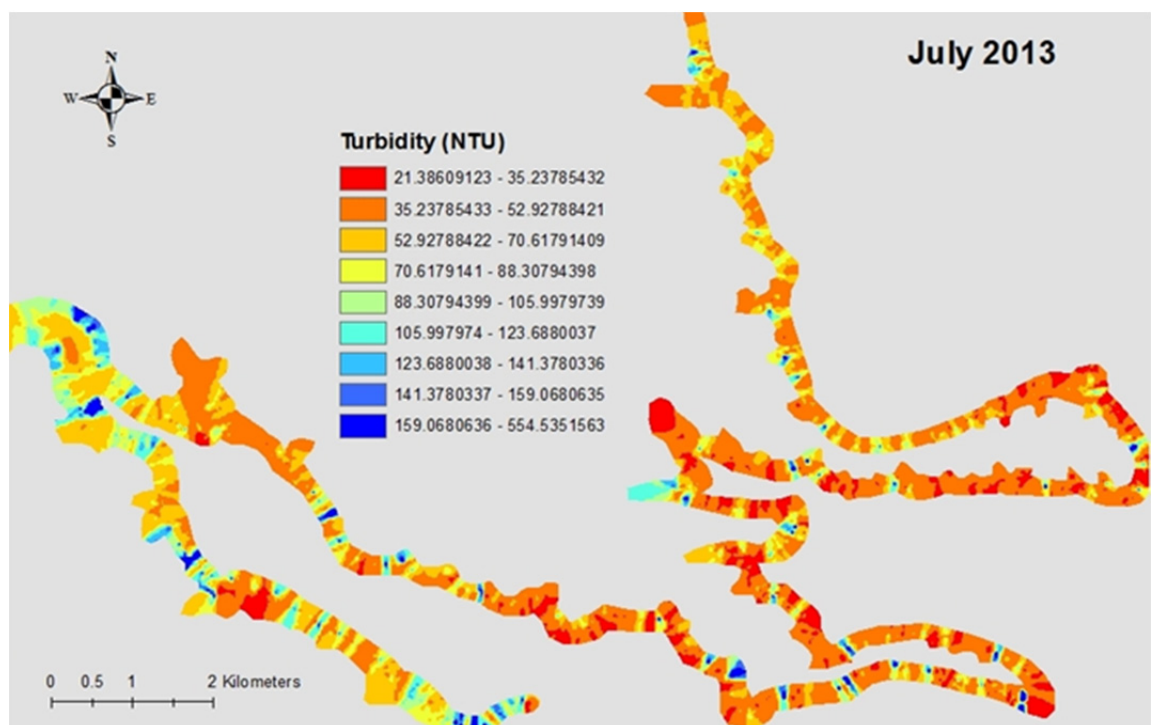 July 2013
N
W E
S
Turbidity (NTU)
21.38609123 - 35.23785432
35.23785433 - 52.92788421
52.92788422 - 70.61791409
70.6179141 - 88.30794398
88.30794399 - 105.9979739
105.997974 - 123.6880037
123.6880038 - 141.3780336
141.3780337 - 159.0680635
159.0680636 - 554.5351563
0 0.5 1 2 Kilometers